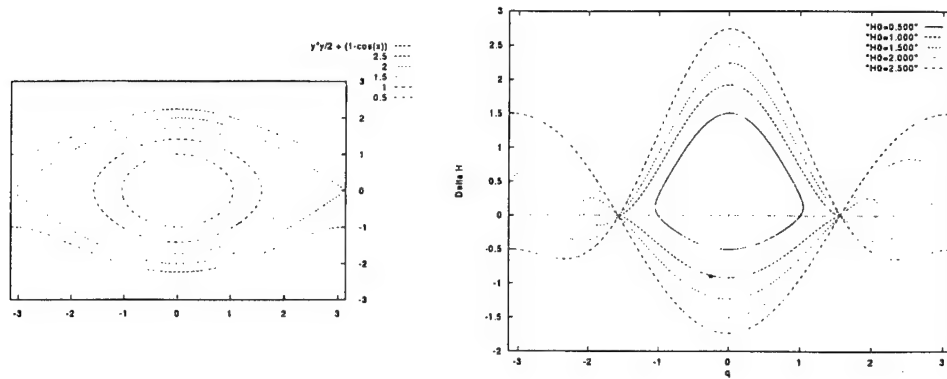 y*y/2 + (1-cos(x))
2.5
2
1.5
1
0.5
3
2
1
0
-1
-2
-3
-3 -2 -1 0 1 2 3
3
2.5
2
1.5
1
0.5
0
-0.5
-1
-1.5
-2
Delta H
"H0=0.500"
"H0=1.000"
"H0=1.500"
"H0=2.000"
"H0=2.500"
-3 -2 -1 0 1 2 3
q